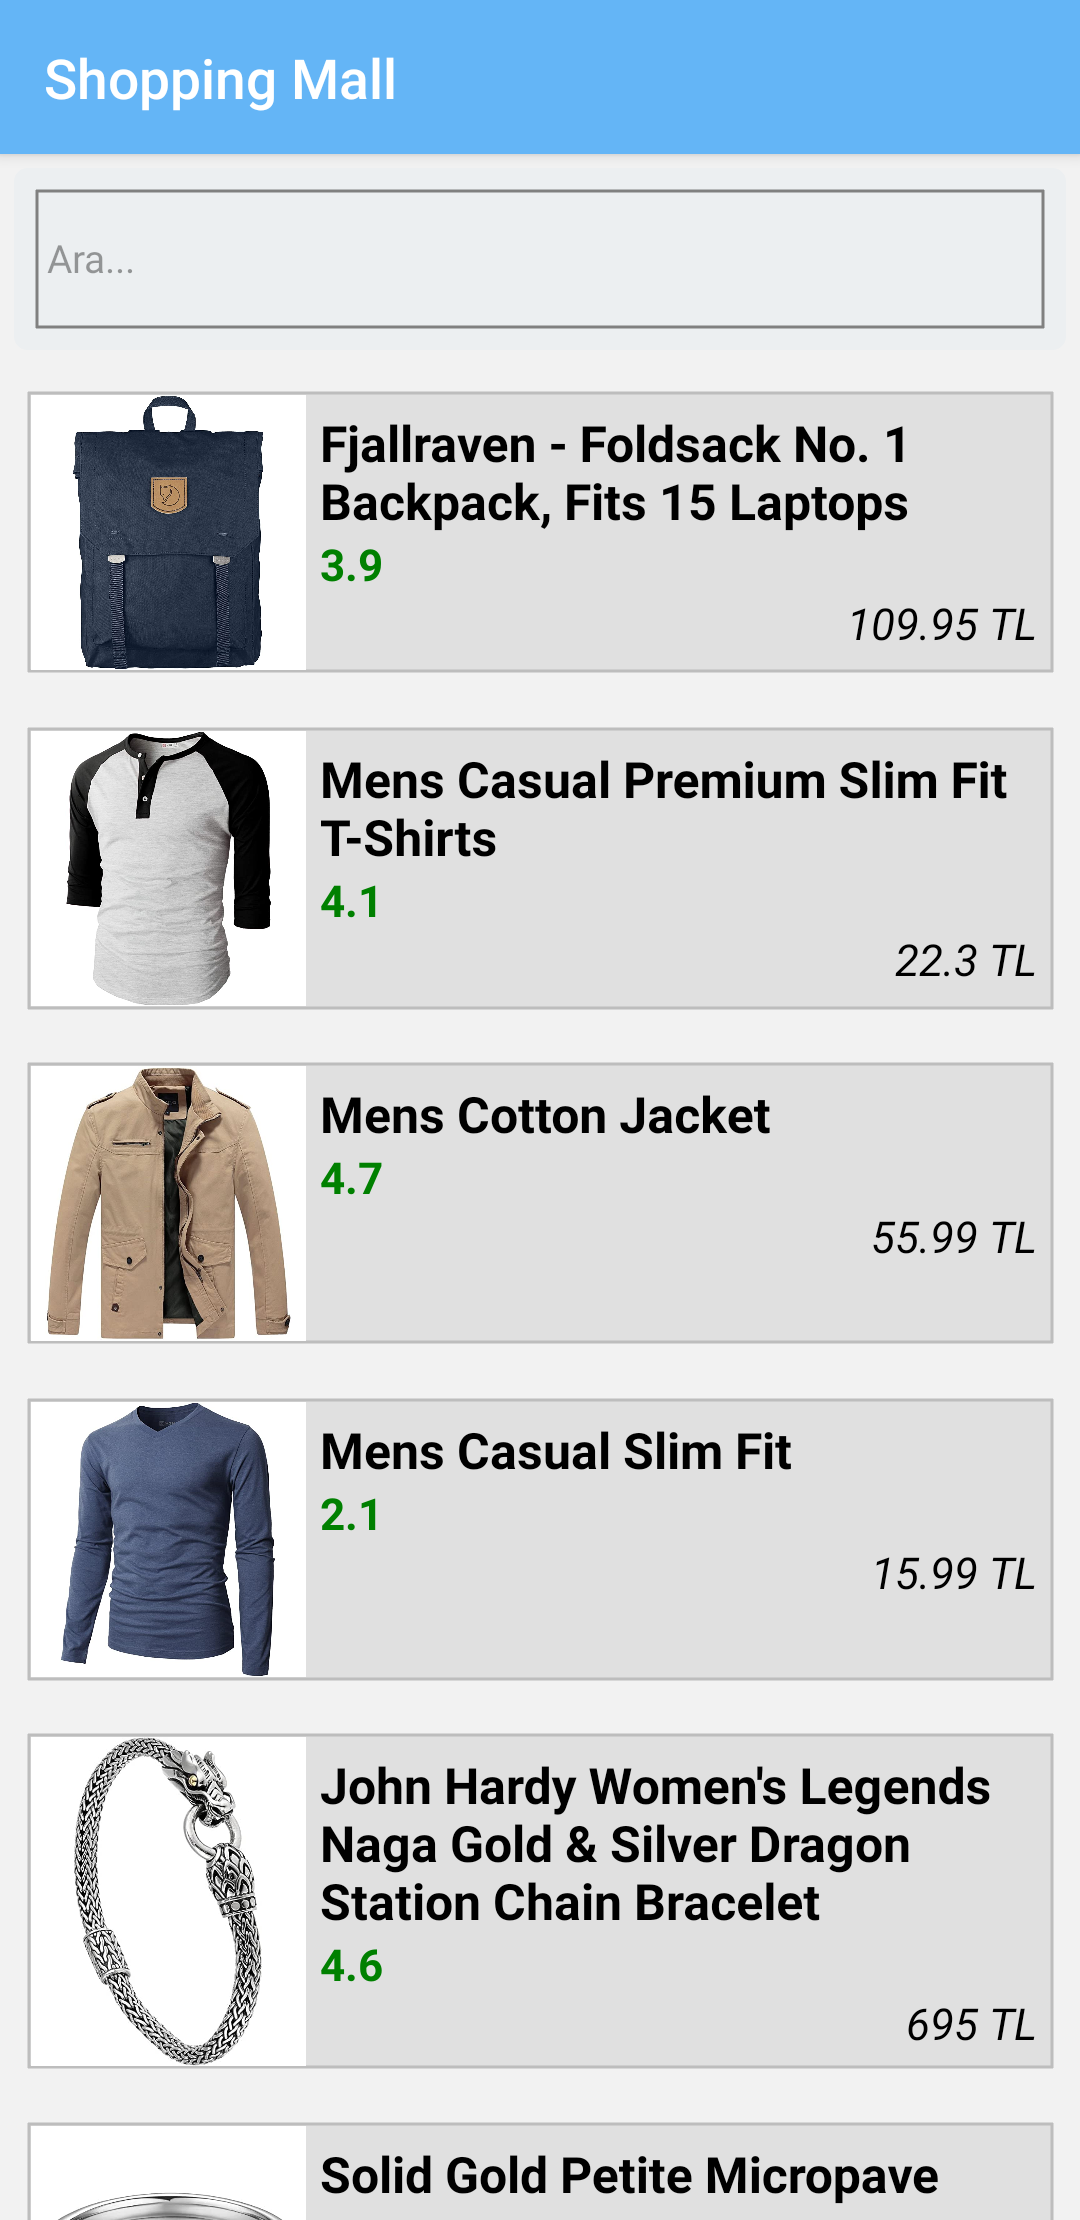 Shopping Mall
Ara...
Fjallraven - Foldsack No. 1
Backpack, Fits 15 Laptops
3.9
109.95 TL
Mens Casual Premium Slim Fit
T-Shirts
4.1
22.3 TL
Mens Cotton Jacket
4.7
55.99 TL
Mens Casual Slim Fit
2.1
15.99 TL
John Hardy Women's Legends
Naga Gold & Silver Dragon
Station Chain Bracelet
4.6
695 TL
Solid Gold Petite Micropave